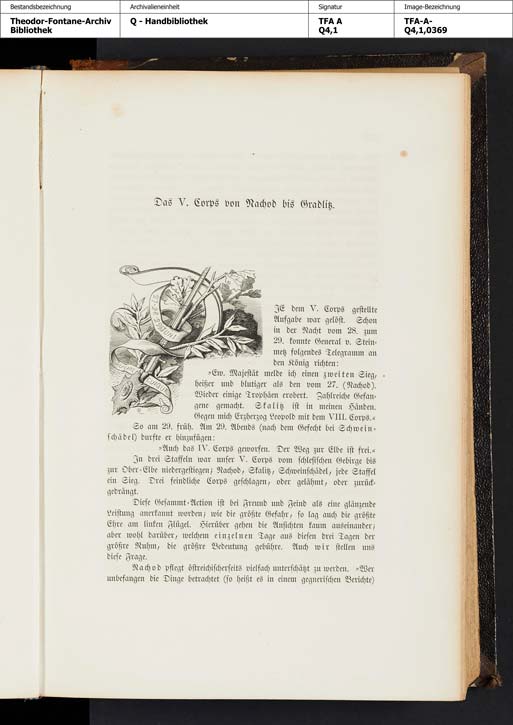 Bestandsbezeichnung
Archivalieneinheit
Signatur
Image-Bezeichnung
Theodor-Fontane-Archiv
Bibliothek
Q - Handbibliothek
TFA A
Q4,1
TFA-A-
Q4,1,0369
Das V. Corps von Nachod bis Gradlitz.
JE dem V. Corps gestellte
Aufgabe war gelöst. Schon
in der Nacht vom 28. zum
29. konnte General v. Stein-
metz folgendes Telegramm an
den König richten:
»Ew. Majestät melde ich einen zweiten Sieg,
heißer und blutiger als den vom 27. (Nachod).
Wieder einige Trophäen erobert. Zahlreiche Gefan-
gene gemacht. Skalitz ist in meinen Händen.
Gegen mich Erzherzog Leopold mit dem VIII. Corps.«
So am 29. früh. Am 29. Abends (nach dem Gefecht bei Schwein-
schädel) durfte er hinzufügen:
»Auch das IV. Corps geworfen. Der Weg zur Elbe ist frei.«
In drei Staffeln war unser V. Corps vom schlesischen Gebirge bis
zur Ober-Elbe niedergestiegen; Nachod, Skalitz, Schweinschädel, jede Staffel
ein Sieg. Drei feindliche Corps geschlagen, oder gelähmt, oder zurück-
gedrängt.
Diese Gesammt-Action ist bei Freund und Feind als eine glänzende
Leistung anerkannt worden; wie die größte Gefahr, so lag auch die größte
Ehre am linken Flügel. Hierüber gehen die Ansichten kaum auseinander,
aber wohl darüber, welchem einzelnen Tage aus diesen drei Tagen der
größre Ruhm, die größre Bedeutung gebühre. Auch wir stellen uns
diese Frage.
Nachod pflegt östreichischerseits vielfach unterschätzt zu werden. »Wer
unbefangen die Dinge betrachtet (so heißt es in einem gegnerischen Berichte)